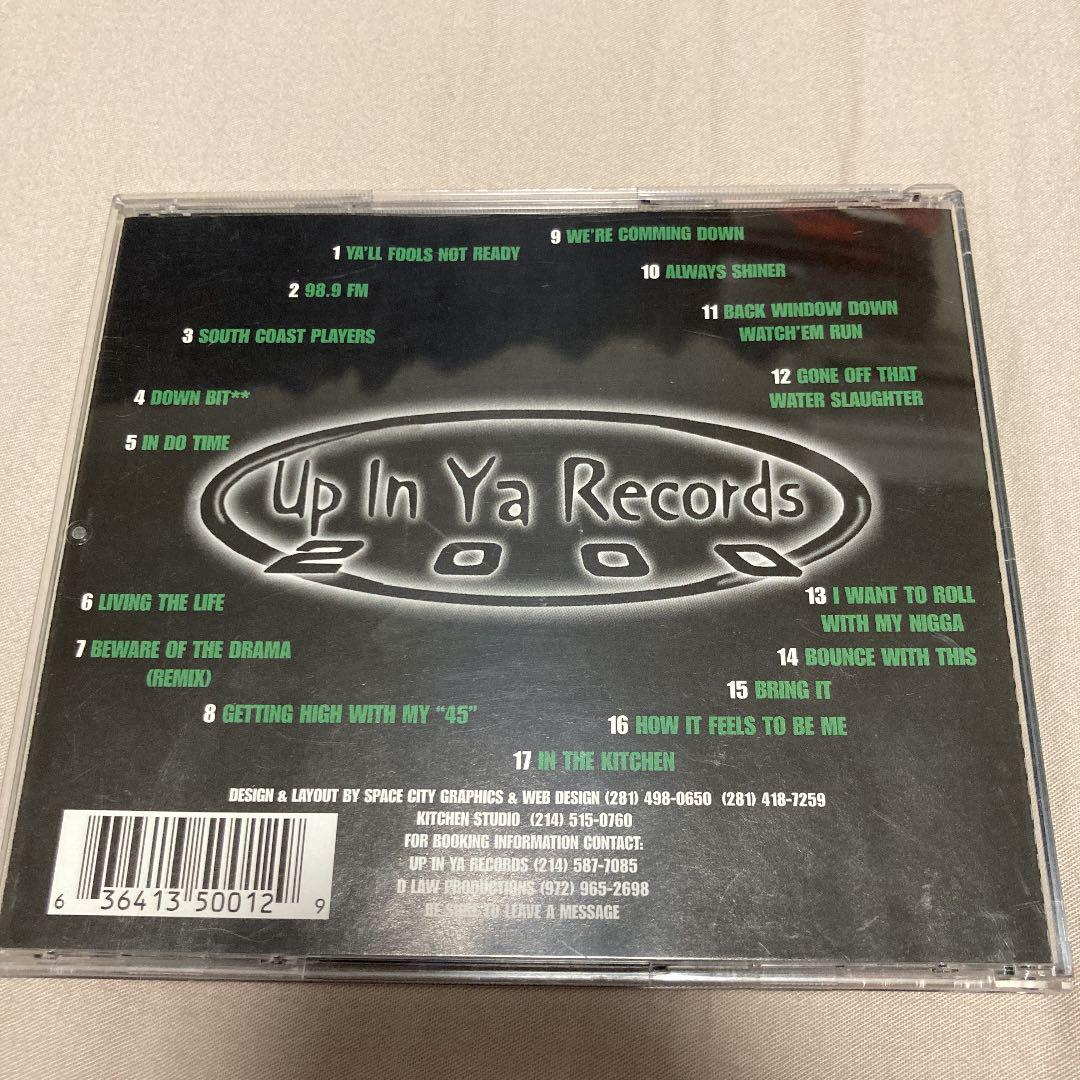 1 YA'LL FOOLS NOT READY
2 98.9 FM
3 SOUTH COAST PLAYERS
4 DOWN BIT**
5 IN DO TIME
6 LIVING THE LIFE
7 BEWARE OF THE DRAMA
(REMIX)
8 GETTING HIGH WITH MY "45"
9 WE'RE COMMING DOWN
10 ALWAYS SHINER
11 BACK WINDOW DOWN
WATCH'EM RUN
12 GONE OFF THAT
WATER SLAUGHTER
Up In Ya Records
2000
13 I WANT TO ROLL
WITH MY NIGGA
14 BOUNCE WITH THIS
15 BRING IT
16 HOW IT FEELS TO BE ME
17 IN THE KITCHEN
DESIGN & LAYOUT BY SPACE CITY GRAPHICS & WEB DESIGN (281) 498-0650 (281) 418-7259
KITCHEN STUDIO (214) 515-0760
FOR BOOKING INFORMATION CONTACT:
UP IN YA RECORDS (214) 587-7085
D LAW PRODUCTIONS (972) 965-2698
BE SURE TO LEAVE A MESSAGE
6 36413 50012 9